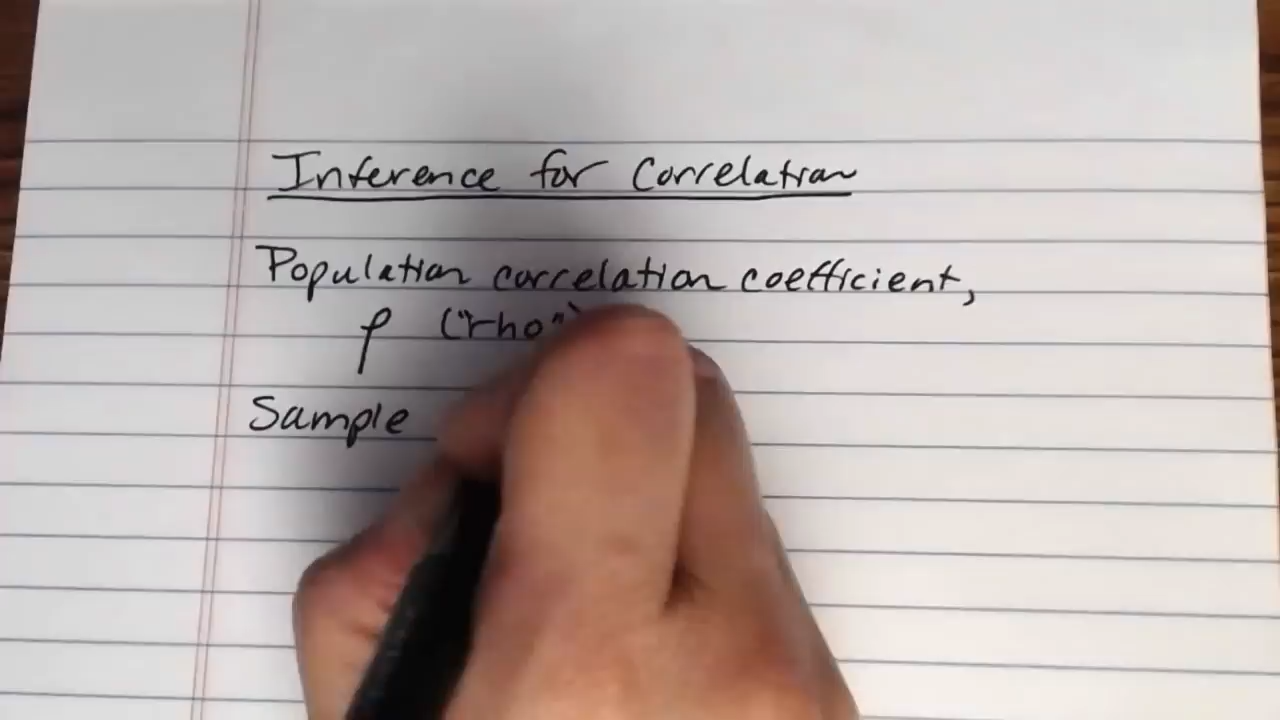 Inference for Correlation
Population correlation coefficient,
ρ ("rho")
Sample